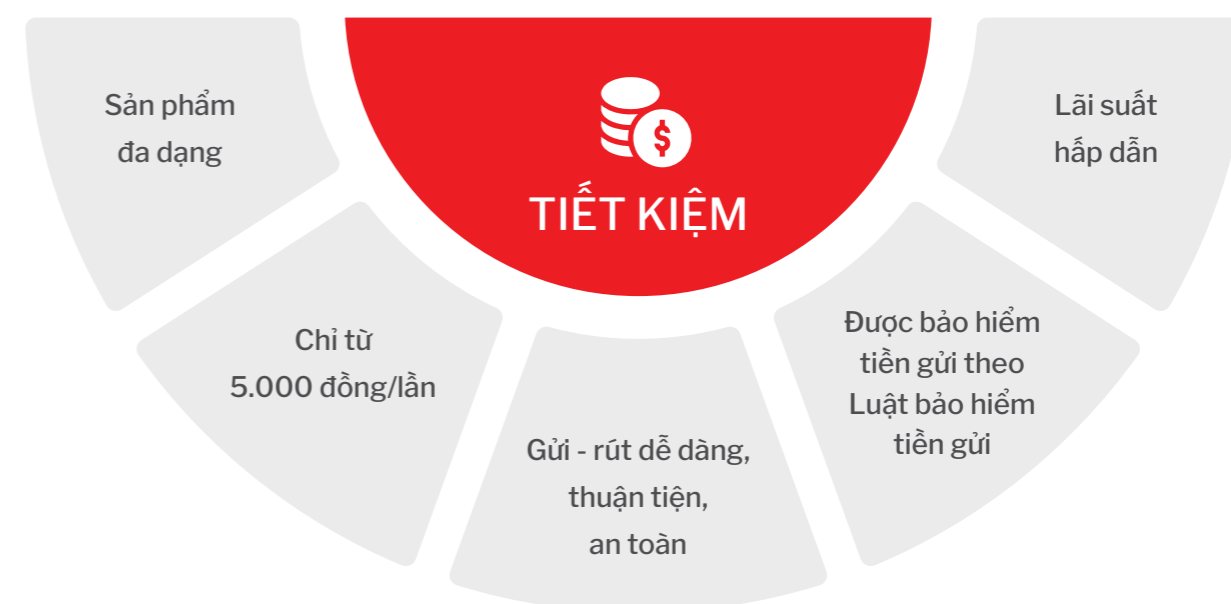 Sản phẩm
đa dạng
TIẾT KIỆM
Lãi suất
hấp dẫn
Chỉ từ
5.000 đồng/lần
Gửi - rút dễ dàng,
thuận tiện,
an toàn
Được bảo hiểm
tiền gửi theo
Luật bảo hiểm
tiền gửi